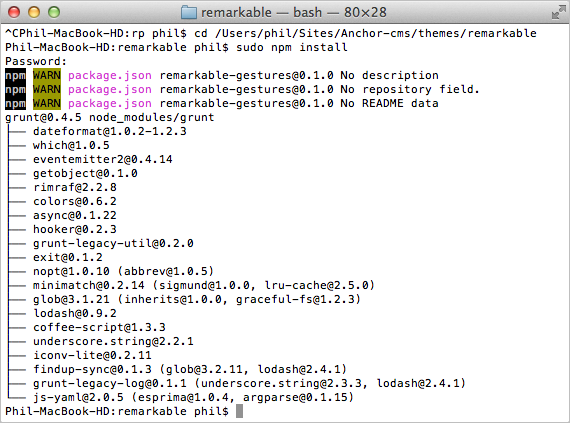 remarkable — bash — 80×28
^CPhil-MacBook-HD:rp phil$ cd /Users/phil/Sites/Anchor-cms/themes/remarkable
Phil-MacBook-HD:remarkable phil$ sudo npm install
Password:
npm WARN package.json remarkable-gestures@0.1.0 No description
npm WARN package.json remarkable-gestures@0.1.0 No repository field.
npm WARN package.json remarkable-gestures@0.1.0 No README data
grunt@0.4.5 node_modules/grunt
├── dateformat@1.0.2-1.2.3
├── which@1.0.5
├── eventemitter2@0.4.14
├── getobject@0.1.0
├── rimraf@2.2.8
├── colors@0.6.2
├── async@0.1.22
├── hooker@0.2.3
├── grunt-legacy-util@0.2.0
├── exit@0.1.2
├── nopt@1.0.10 (abbrev@1.0.5)
├── minimatch@0.2.14 (sigmund@1.0.0, lru-cache@2.5.0)
├── glob@3.1.21 (inherits@1.0.0, graceful-fs@1.2.3)
├── lodash@0.9.2
├── coffee-script@1.3.3
├── underscore.string@2.2.1
├── iconv-lite@0.2.11
├── findup-sync@0.1.3 (glob@3.2.11, lodash@2.4.1)
├── grunt-legacy-log@0.1.1 (underscore.string@2.3.3, lodash@2.4.1)
└── js-yaml@2.0.5 (esprima@1.0.4, argparse@0.1.15)
Phil-MacBook-HD:remarkable phil$